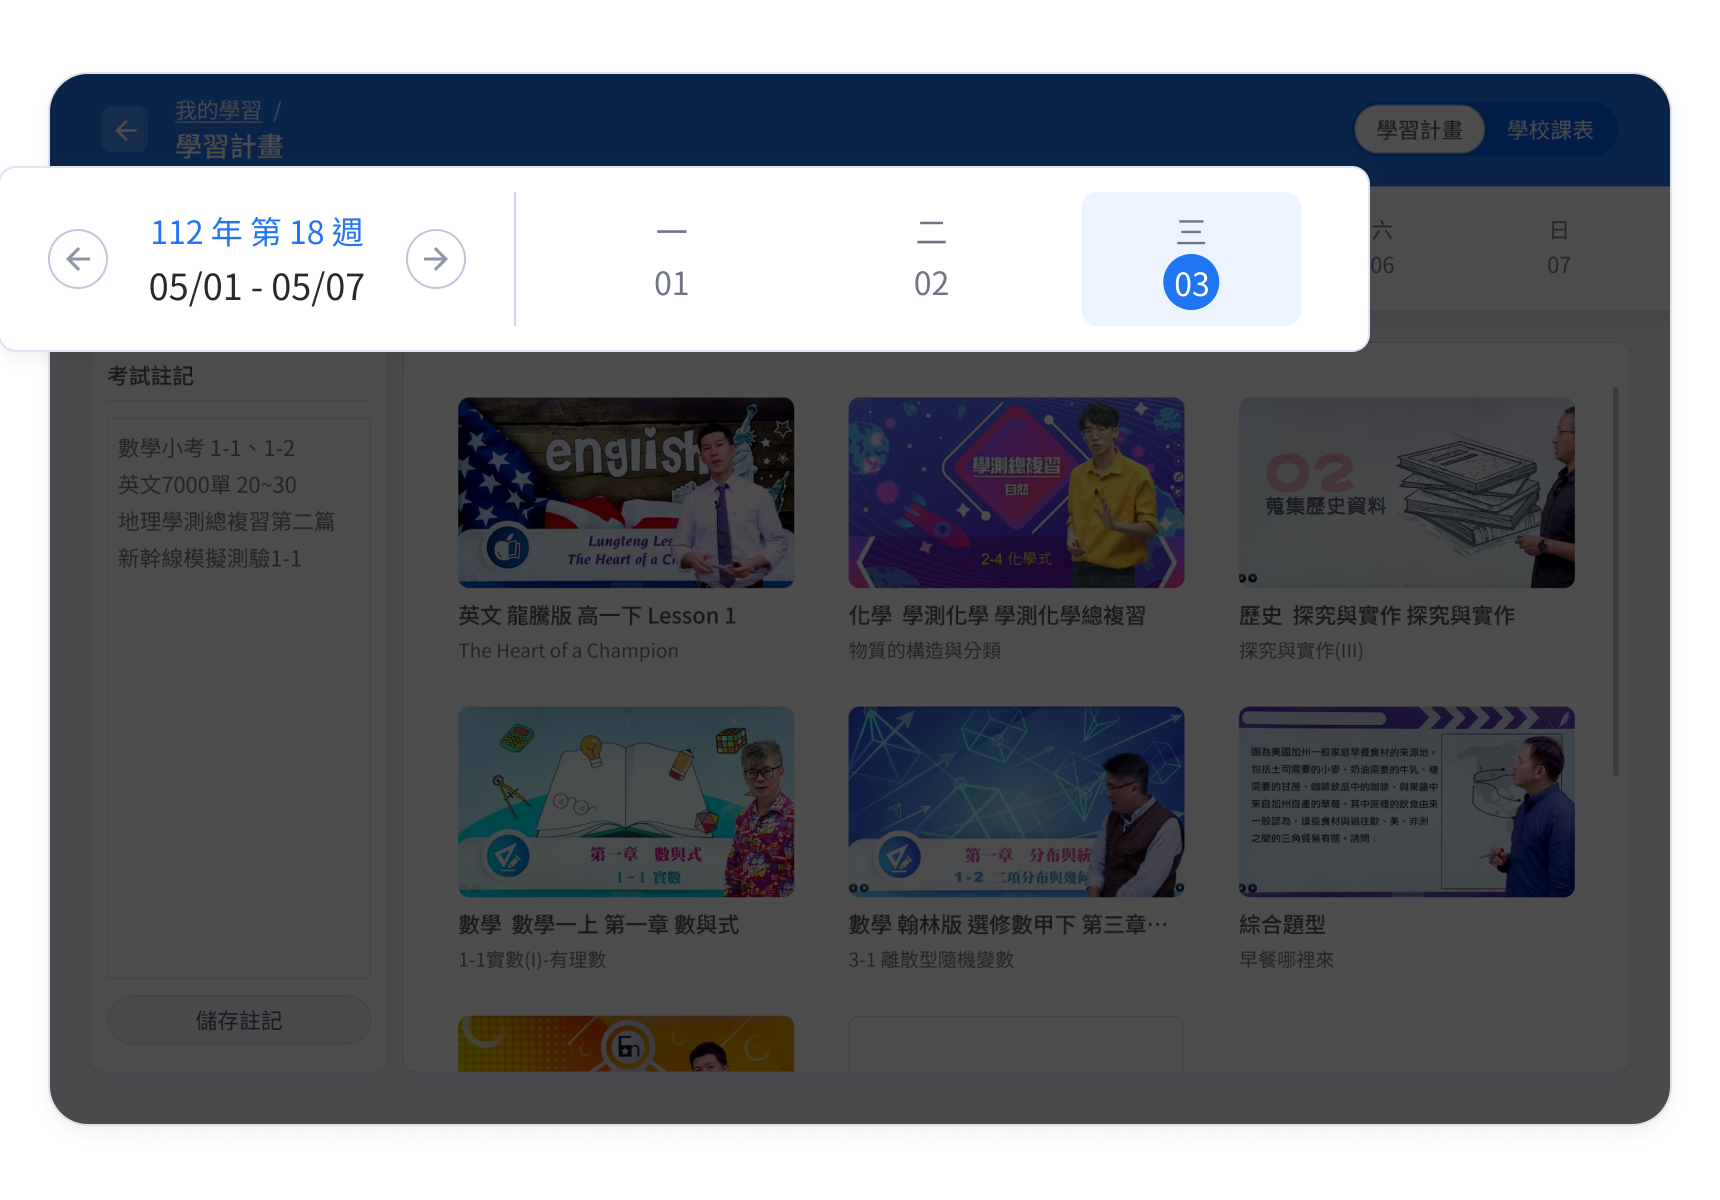 我的學習 /
學習計畫
學習計畫
學校課表
112 年 第 18 週
05/01 - 05/07
一
01
二
02
三
03
六
06
日
07
考試註記
數學小考 1-1、1-2
英文7000單 20~30
地理學測總複習第二篇
新幹線模擬測驗1-1
儲存註記
english
Lungteng Les
The Heart of a C
英文 龍騰版 高一下 Lesson 1
The Heart of a Champion
學測總複習
自然
2-4 化學式
化學 學測化學 學測化學總複習
物質的構造與分類
02
蒐集歷史資料
歷史 探究與實作 探究與實作
探究與實作(III)
第一章 數與式
1-1 實數
數學 數學一上 第一章 數與式
1-1實數(I)-有理數
第一章 分布與統
1-2 二項分布與幾何
數學 翰林版 選修數甲下 第三章…
3-1 離散型隨機變數
圖為美國加州一般家庭早餐食材的來源地。
包括土司需要的小麥、奶油需要的牛乳、糖
需要的甘蔗、咖啡飲品中的咖啡、與果醬中
來自加州自產的草莓。其中蔗糖的飲食由來
一般認為，這些食材與過往歐、美、非洲
之間的三角貿易有關。請問：
綜合題型
早餐哪裡來
En